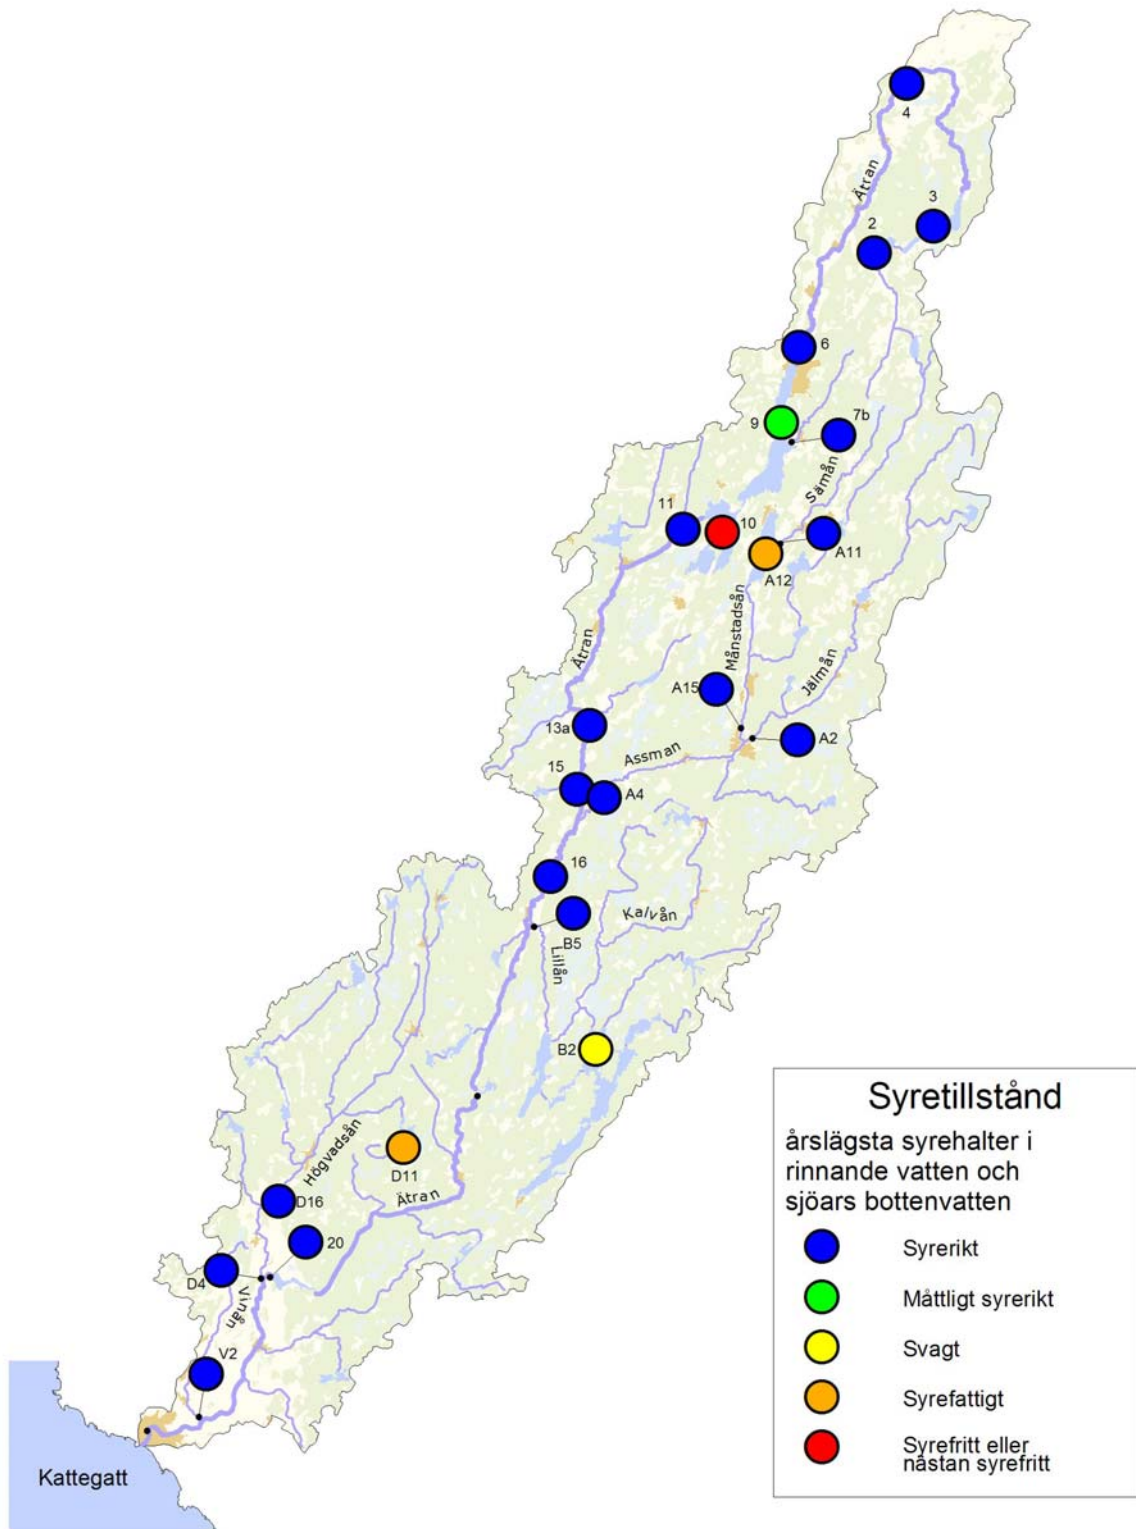 4
Ätran
3
2
6
9
7b
Sämån
11
10
A11
A12
Månstadsån
Ätran
Jälmån
A15
13a
A2
Assman
15
A4
16
Kalvån
B5
Lillån
B2
Högvadsån
D11
Ätran
D16
20
D4
Vinån
V2
Kattegatt
Syretillstånd
årslägsta syrehalter i
rinnande vatten och
sjöars bottenvatten
Syrerikt
Måttligt syrerikt
Svagt
Syrefattigt
Syrefritt eller
nästan syrefritt